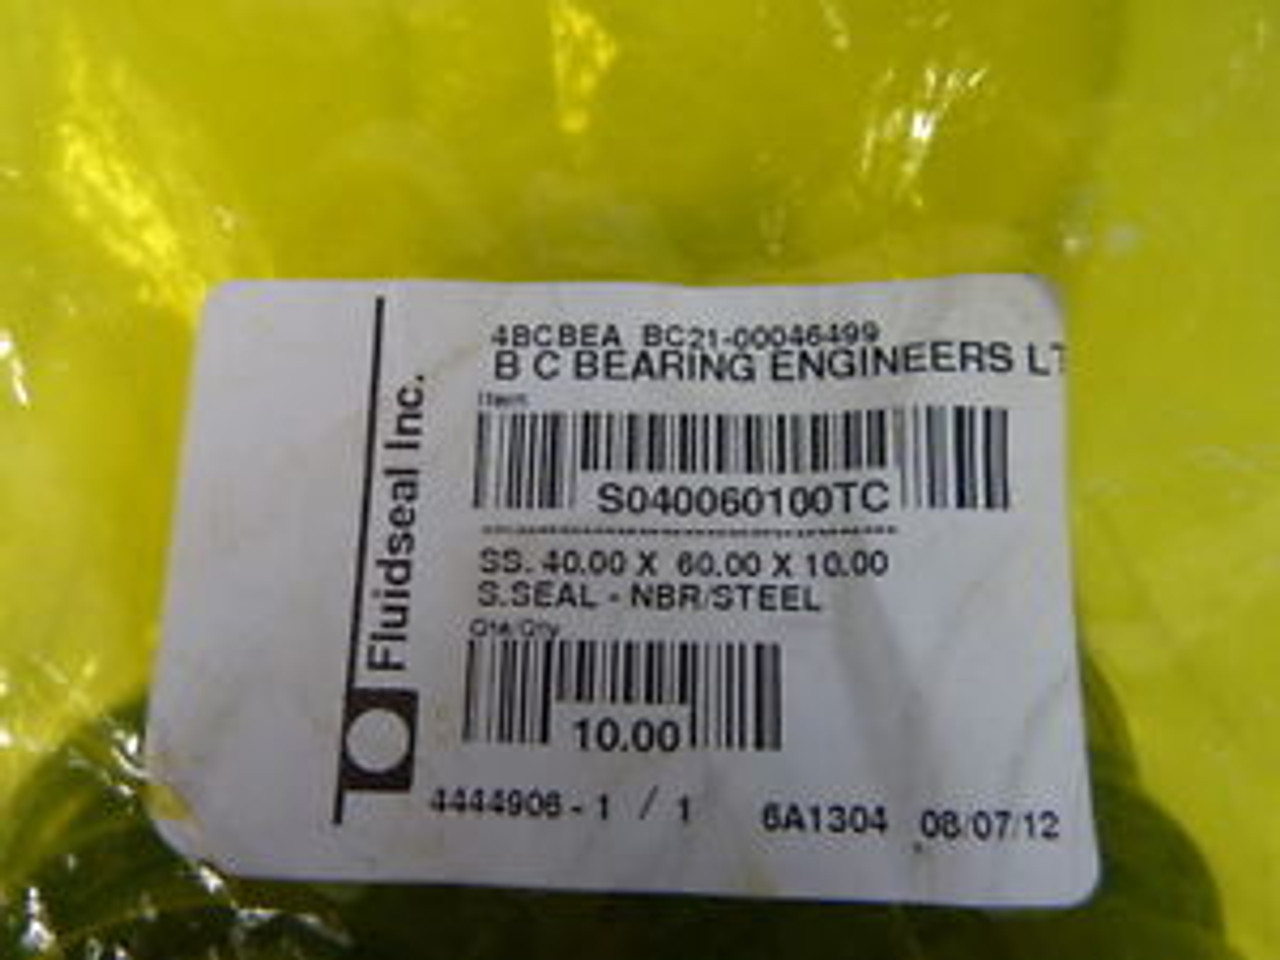 4BCBEA BC21-00046499
B C BEARING ENGINEERS LT
Item
S040060100TC
SS. 40.00 X 60.00 X 10.00
S.SEAL - NBR/STEEL
Qte/Qty
10.00
4444906 - 1 / 1 6A1304 08/07/12
Fluidseal Inc.